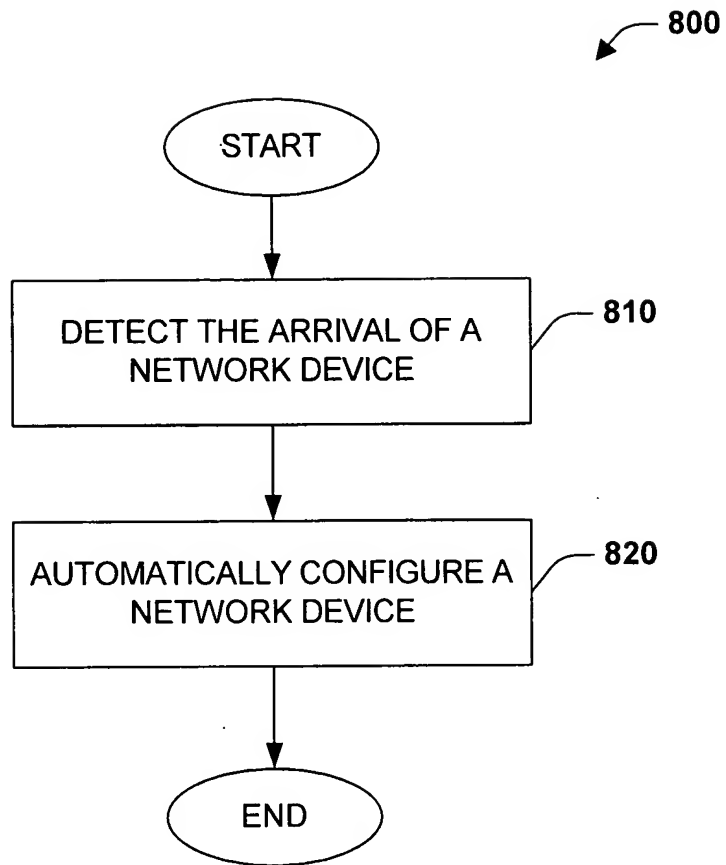 800
START
DETECT THE ARRIVAL OF A
NETWORK DEVICE
810
AUTOMATICALLY CONFIGURE A
NETWORK DEVICE
820
END